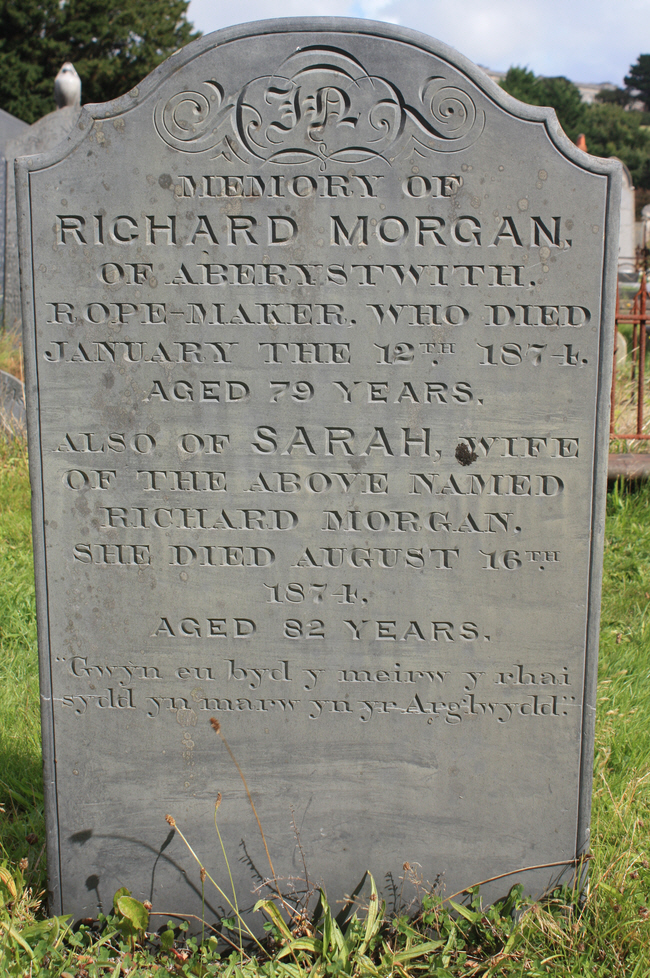 IN
MEMORY OF
RICHARD MORGAN,
OF ABERYSTWITH,
ROPE-MAKER, WHO DIED
JANUARY THE 12TH. 1874.
AGED 79 YEARS,
ALSO OF SARAH, WIFE
OF THE ABOVE NAMED
RICHARD MORGAN.
SHE DIED AUGUST 16TH.
1874.
AGED 82 YEARS.
"Gwyn eu byd y meirw y rhai
sydd yn marw yn yr Arglwydd."